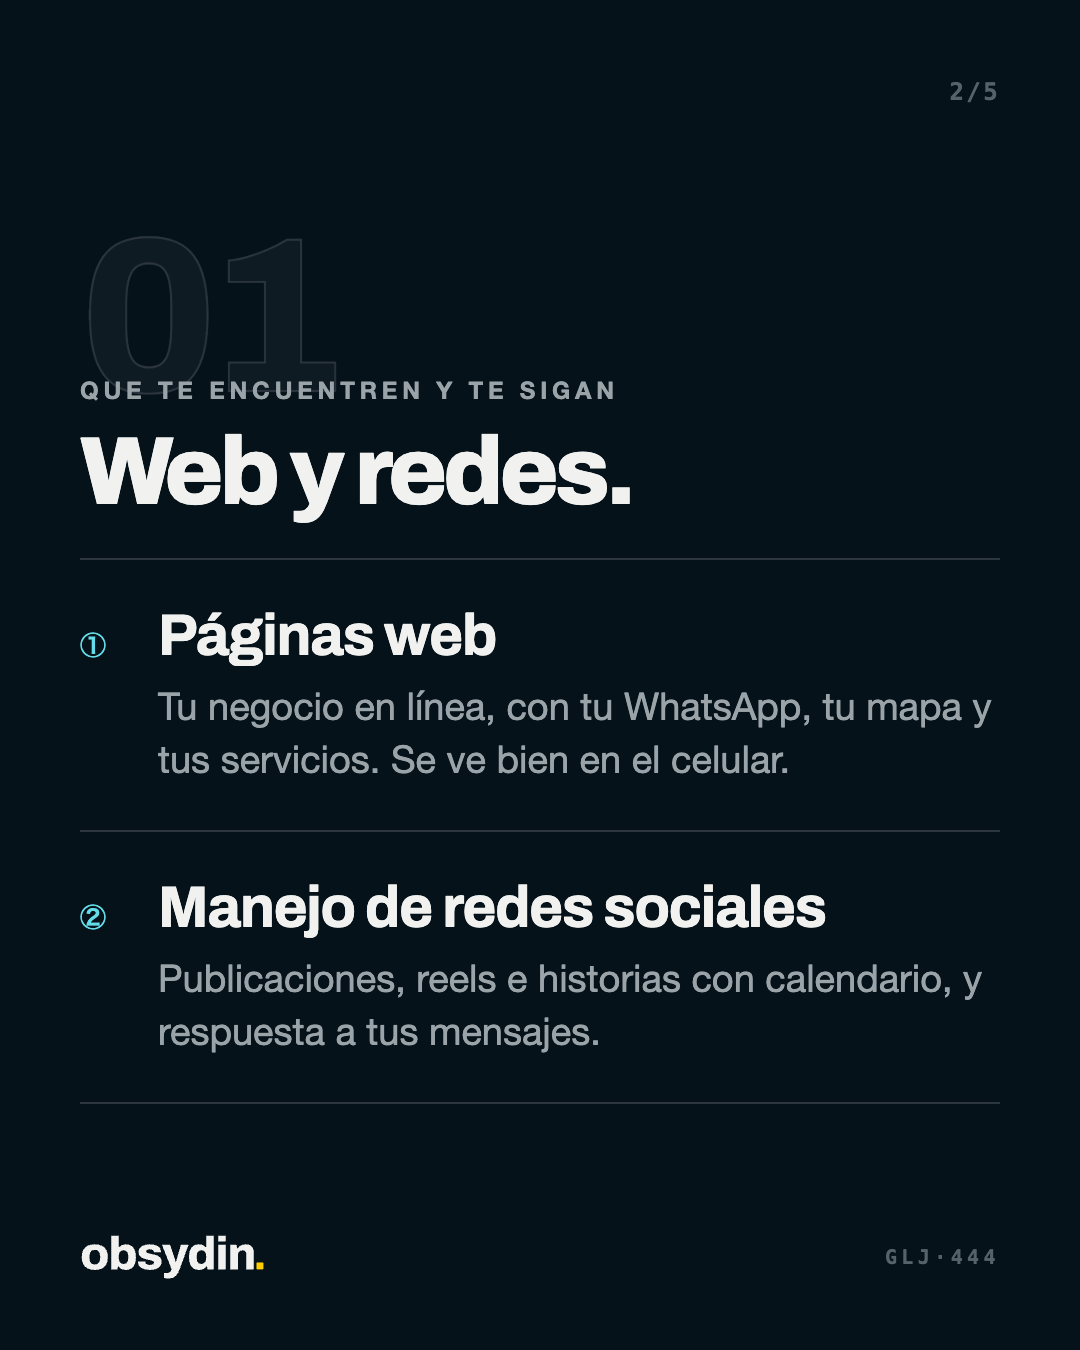 2/5
01
QUE TE ENCUENTREN Y TE SIGAN
Web y redes.
① Páginas web
Tu negocio en línea, con tu WhatsApp, tu mapa y
tus servicios. Se ve bien en el celular.
② Manejo de redes sociales
Publicaciones, reels e historias con calendario, y
respuesta a tus mensajes.
obsydin.
GLJ·444